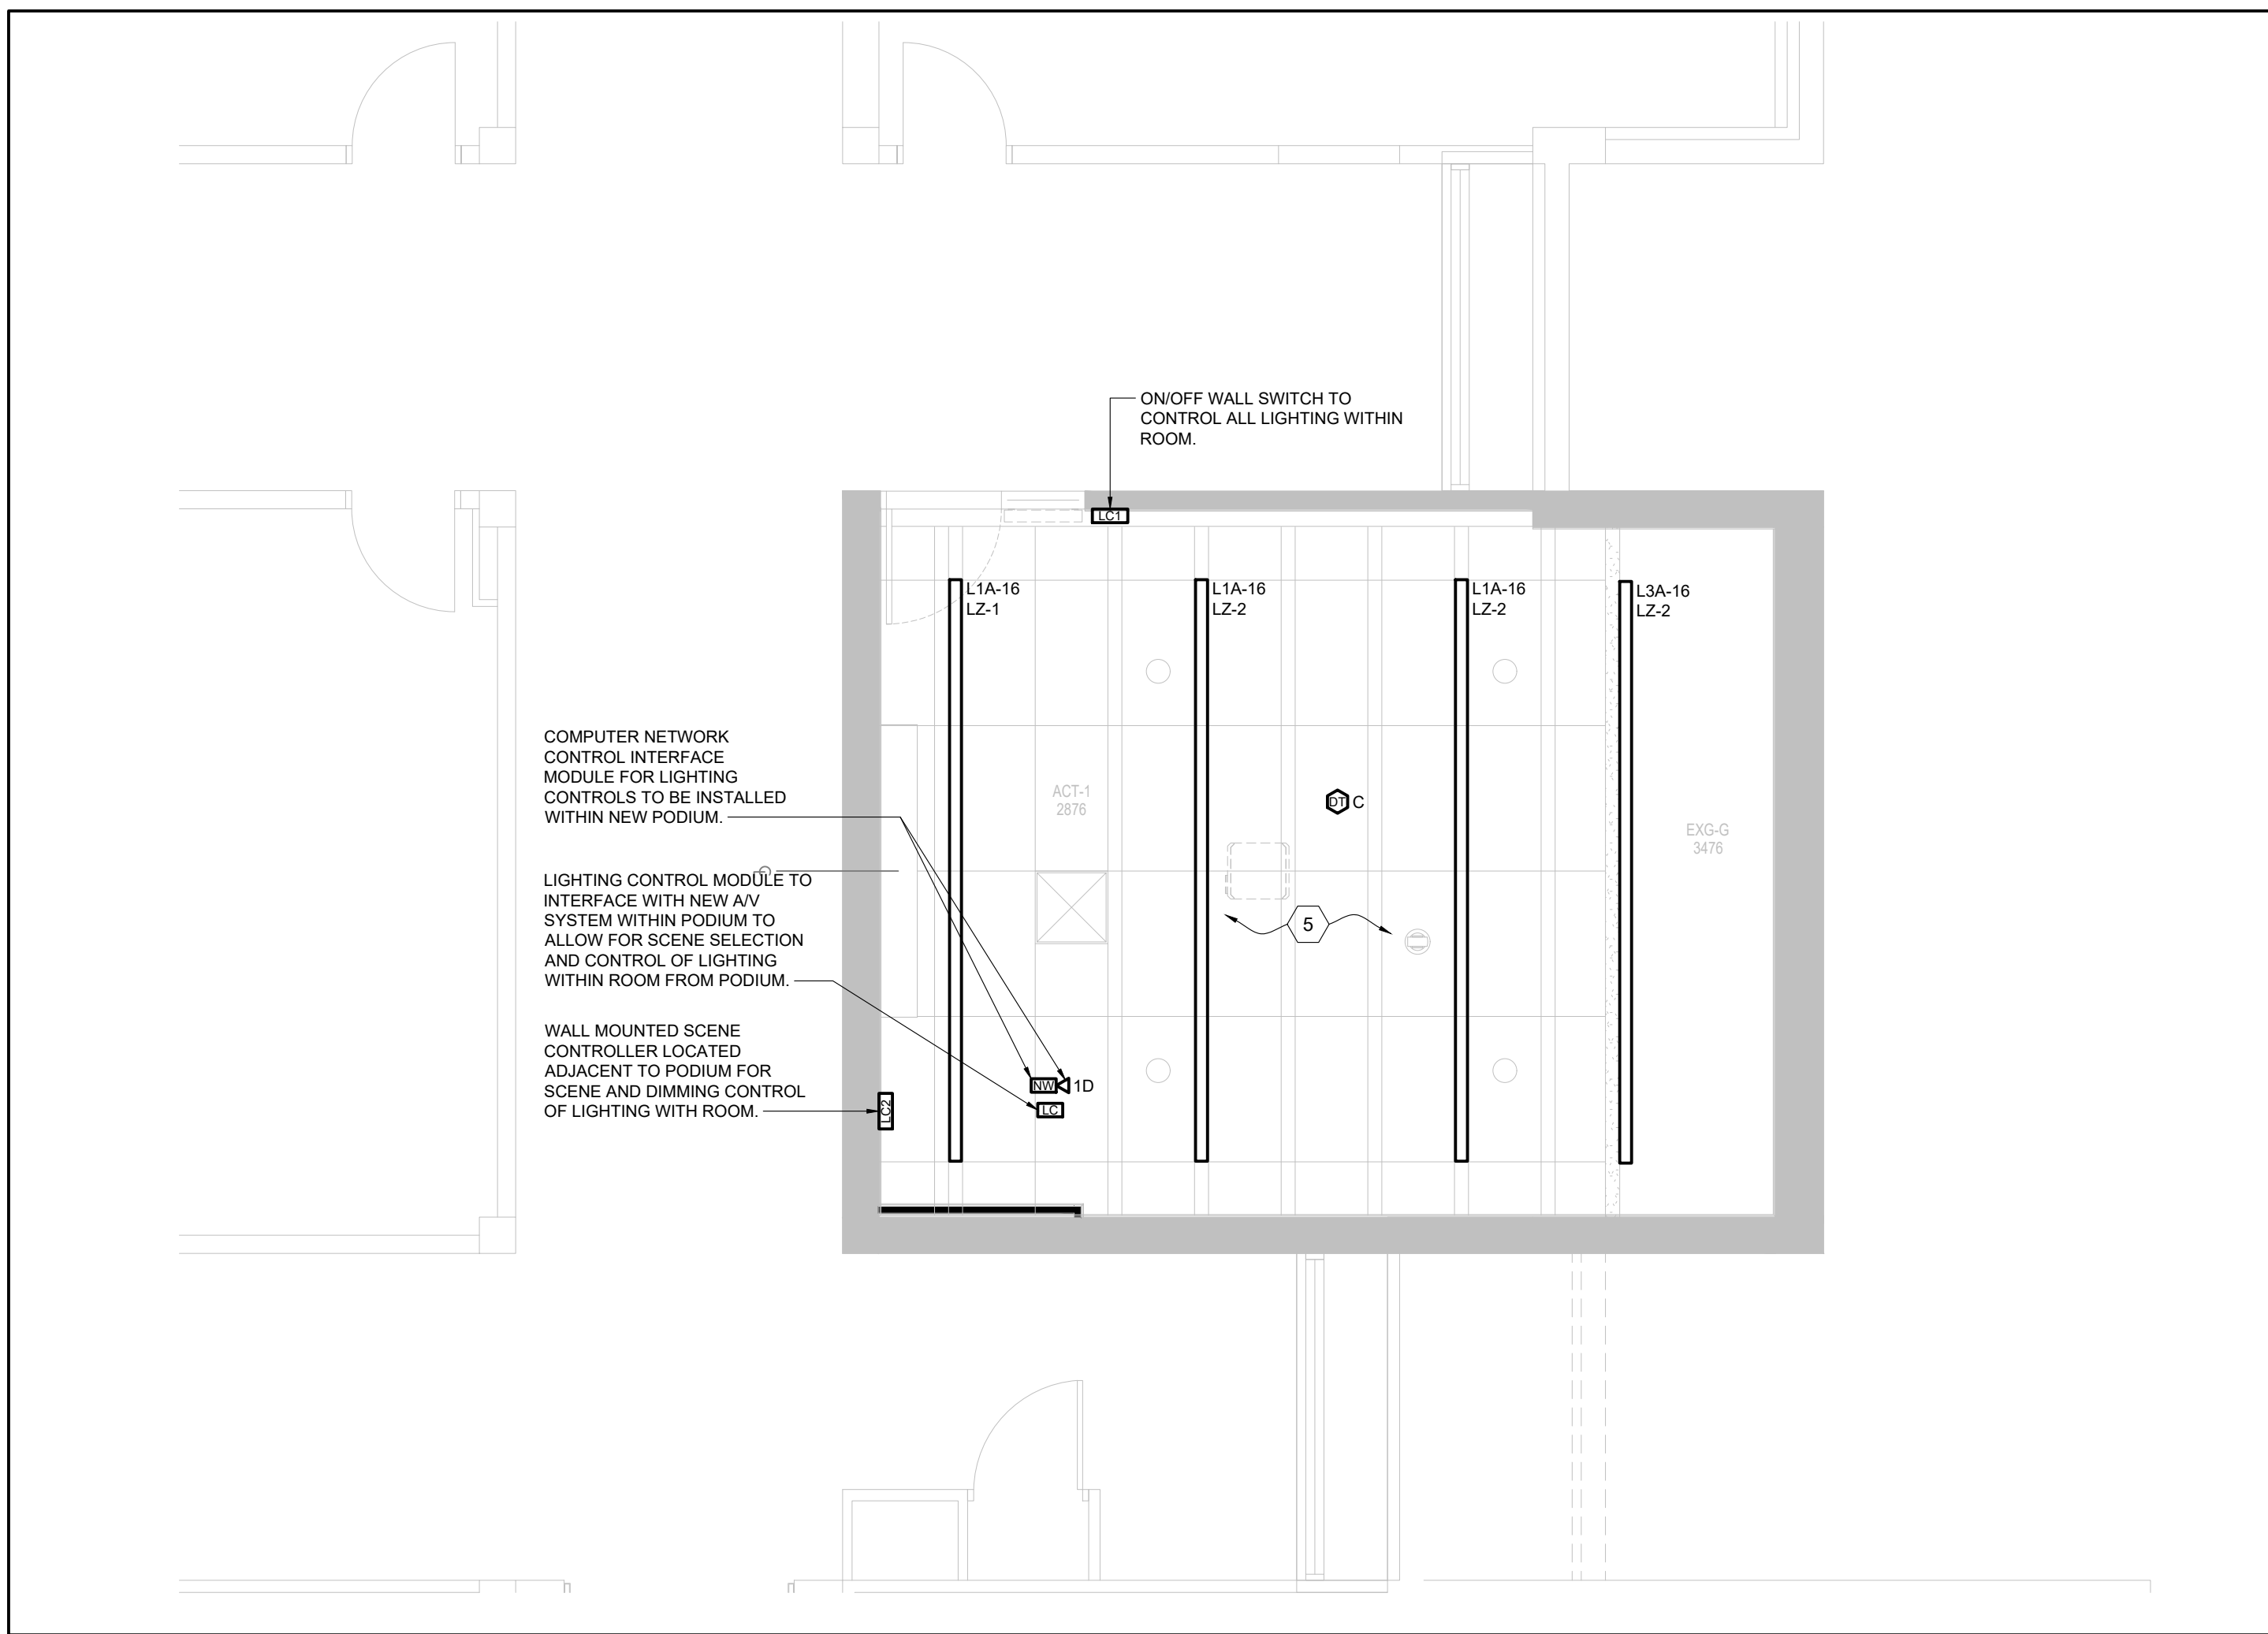 ON/OFF WALL SWITCH TO
CONTROL ALL LIGHTING WITHIN
ROOM.
LC1
L1A-16
LZ-1
L1A-16
LZ-2
L1A-16
LZ-2
L3A-16
LZ-2
COMPUTER NETWORK
CONTROL INTERFACE
MODULE FOR LIGHTING
CONTROLS TO BE INSTALLED
WITHIN NEW PODIUM.
ACT-1
2876
DT C
EXG-G
3476
LIGHTING CONTROL MODULE TO
INTERFACE WITH NEW A/V
SYSTEM WITHIN PODIUM TO
ALLOW FOR SCENE SELECTION
AND CONTROL OF LIGHTING
WITHIN ROOM FROM PODIUM.
5
WALL MOUNTED SCENE
CONTROLLER LOCATED
ADJACENT TO PODIUM FOR
SCENE AND DIMMING CONTROL
OF LIGHTING WITH ROOM.
LC2
NW 1D
LC